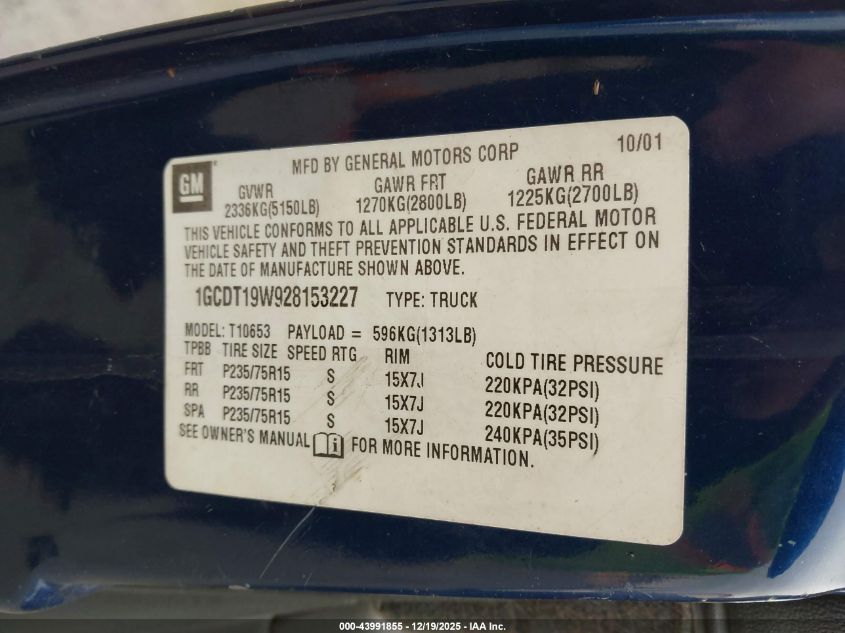 GM
MFD BY GENERAL MOTORS CORP 10/01
GVWR GAWR FRT GAWR RR
2336KG(5150LB) 1270KG(2800LB) 1225KG(2700LB)
THIS VEHICLE CONFORMS TO ALL APPLICABLE U.S. FEDERAL MOTOR
VEHICLE SAFETY AND THEFT PREVENTION STANDARDS IN EFFECT ON
THE DATE OF MANUFACTURE SHOWN ABOVE.
1GCDT19W928153227 TYPE: TRUCK
MODEL: T10653 PAYLOAD = 596KG(1313LB)
TPBB TIRE SIZE SPEED RTG RIM COLD TIRE PRESSURE
FRT P235/75R15 S 15X7J 220KPA(32PSI)
RR P235/75R15 S 15X7J 220KPA(32PSI)
SPA P235/75R15 S 15X7J 240KPA(35PSI)
SEE OWNER'S MANUAL i FOR MORE INFORMATION.
000-43991855 - 12/19/2025 - IAA Inc.